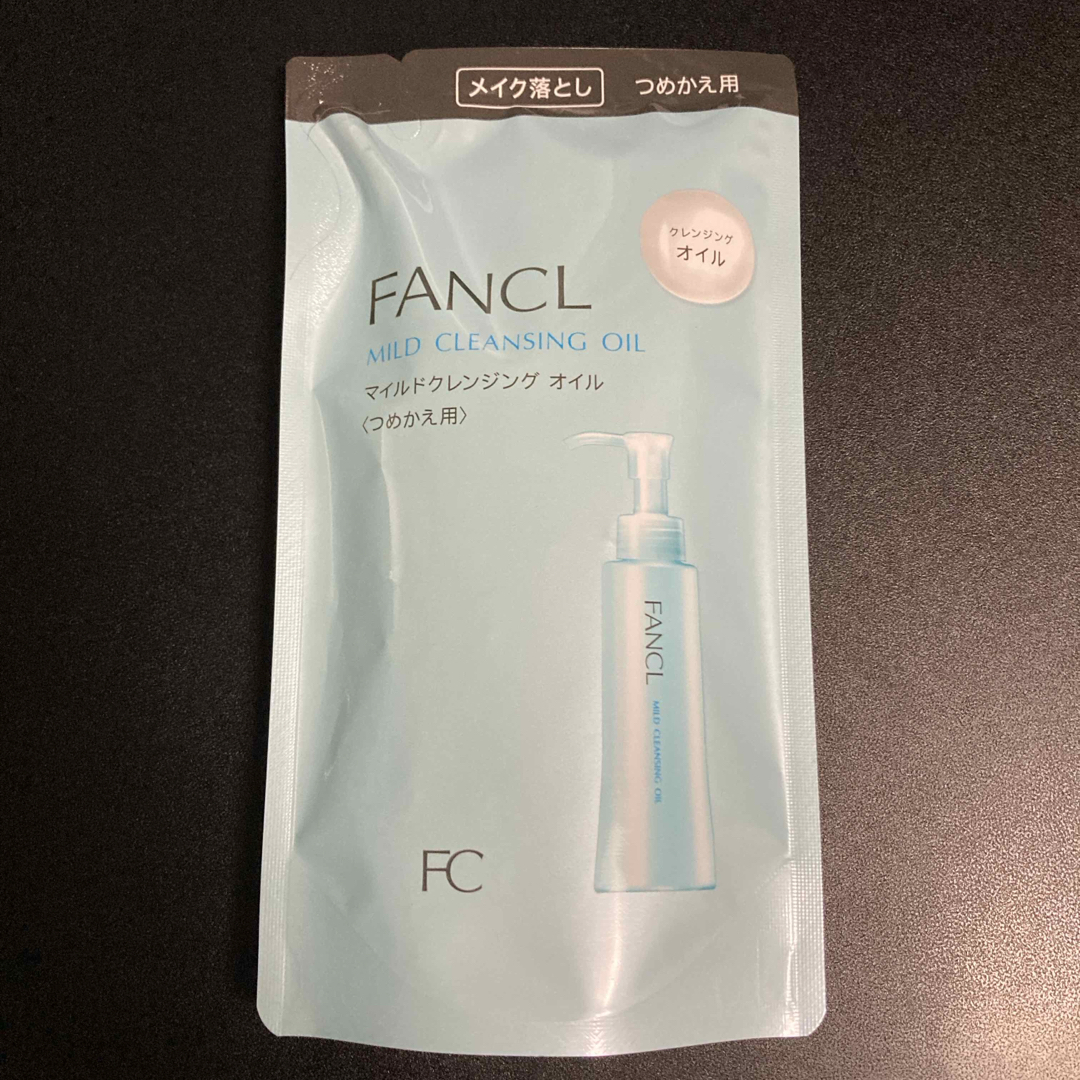 メイク落とし つめかえ用
クレンジング
オイル
FANCL
MILD CLEANSING OIL
マイルドクレンジング オイル
〈つめかえ用〉
FANCL
MILD CLEANSING OIL
FC